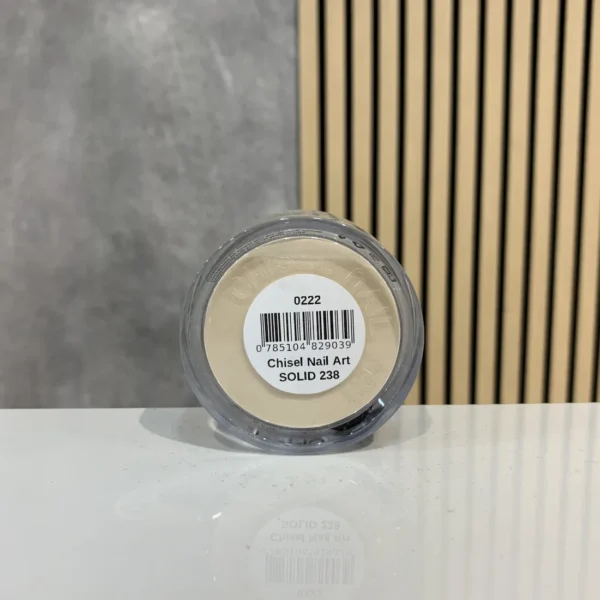 0222
0 785104 829039
Chisel Nail Art
SOLID 238